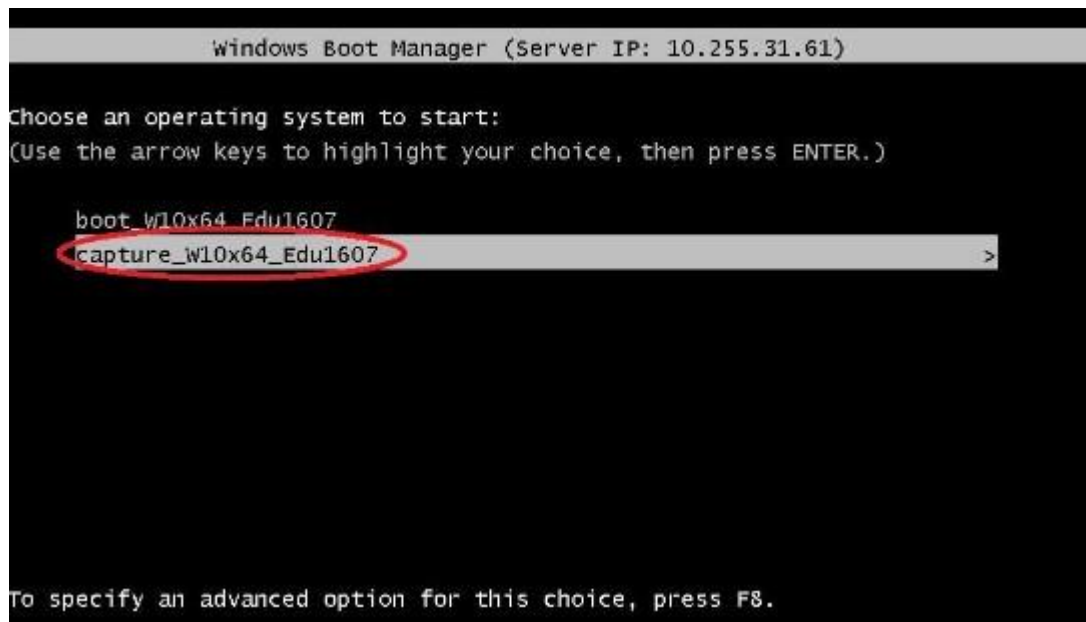 Windows Boot Manager (Server IP: 10.255.31.61)
Choose an operating system to start:
(Use the arrow keys to highlight your choice, then press ENTER.)
boot_W10x64_Edu1607
capture_W10x64_Edu1607 >
To specify an advanced option for this choice, press F8.